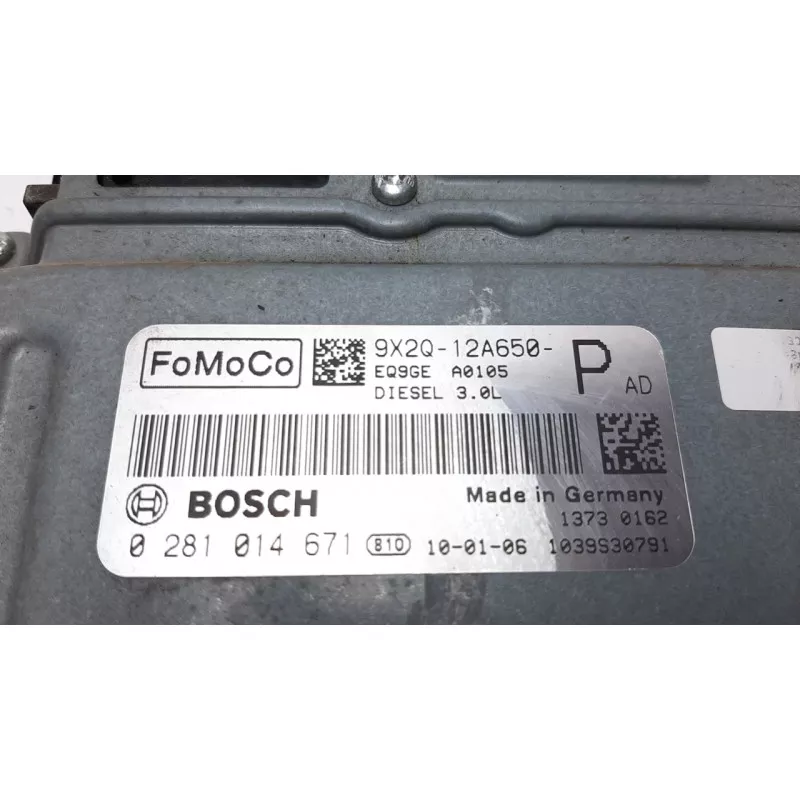 FoMoCo
9X2Q-12A650- P AD
EQ9GE A0105
DIESEL 3.0L
BOSCH
Made in Germany
1373 0162
0 281 014 671 810 10-01-06 1039S30791